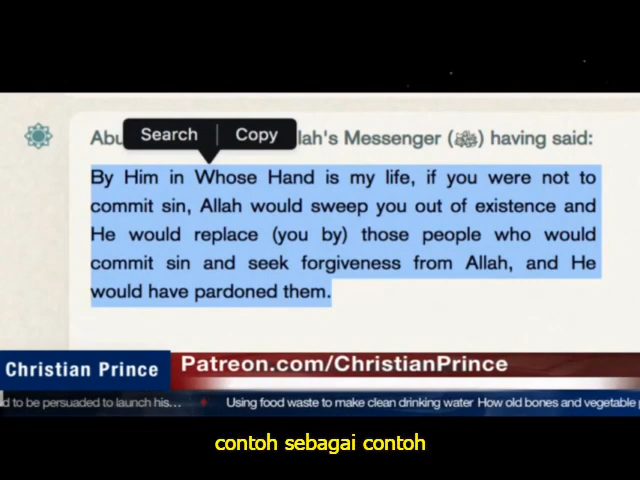 Search Copy
Abu lah's Messenger (ﷺ) having said:
By Him in Whose Hand is my life, if you were not to
commit sin, Allah would sweep you out of existence and
He would replace (you by) those people who would
commit sin and seek forgiveness from Allah, and He
would have pardoned them.
Christian Prince
Patreon.com/ChristianPrince
d to be persuaded to launch his... Using food waste to make clean drinking water How old bones and vegetable
contoh sebagai contoh